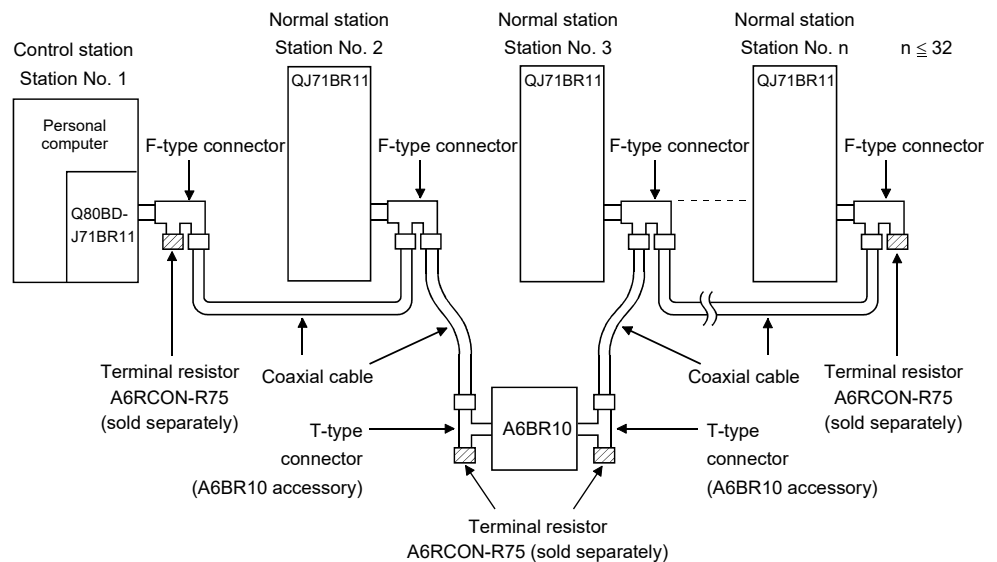 Control station
Station No. 1
Normal station
Station No. 2
Normal station
Station No. 3
Normal station
Station No. n
n ≦ 32
Personal
computer
Q80BD-
J71BR11
QJ71BR11
QJ71BR11
QJ71BR11
F-type connector
F-type connector
F-type connector
F-type connector
Terminal resistor
A6RCON-R75
(sold separately)
Coaxial cable
Coaxial cable
Terminal resistor
A6RCON-R75
(sold separately)
A6BR10
T-type
connector
(A6BR10 accessory)
T-type
connector
(A6BR10 accessory)
Terminal resistor
A6RCON-R75 (sold separately)